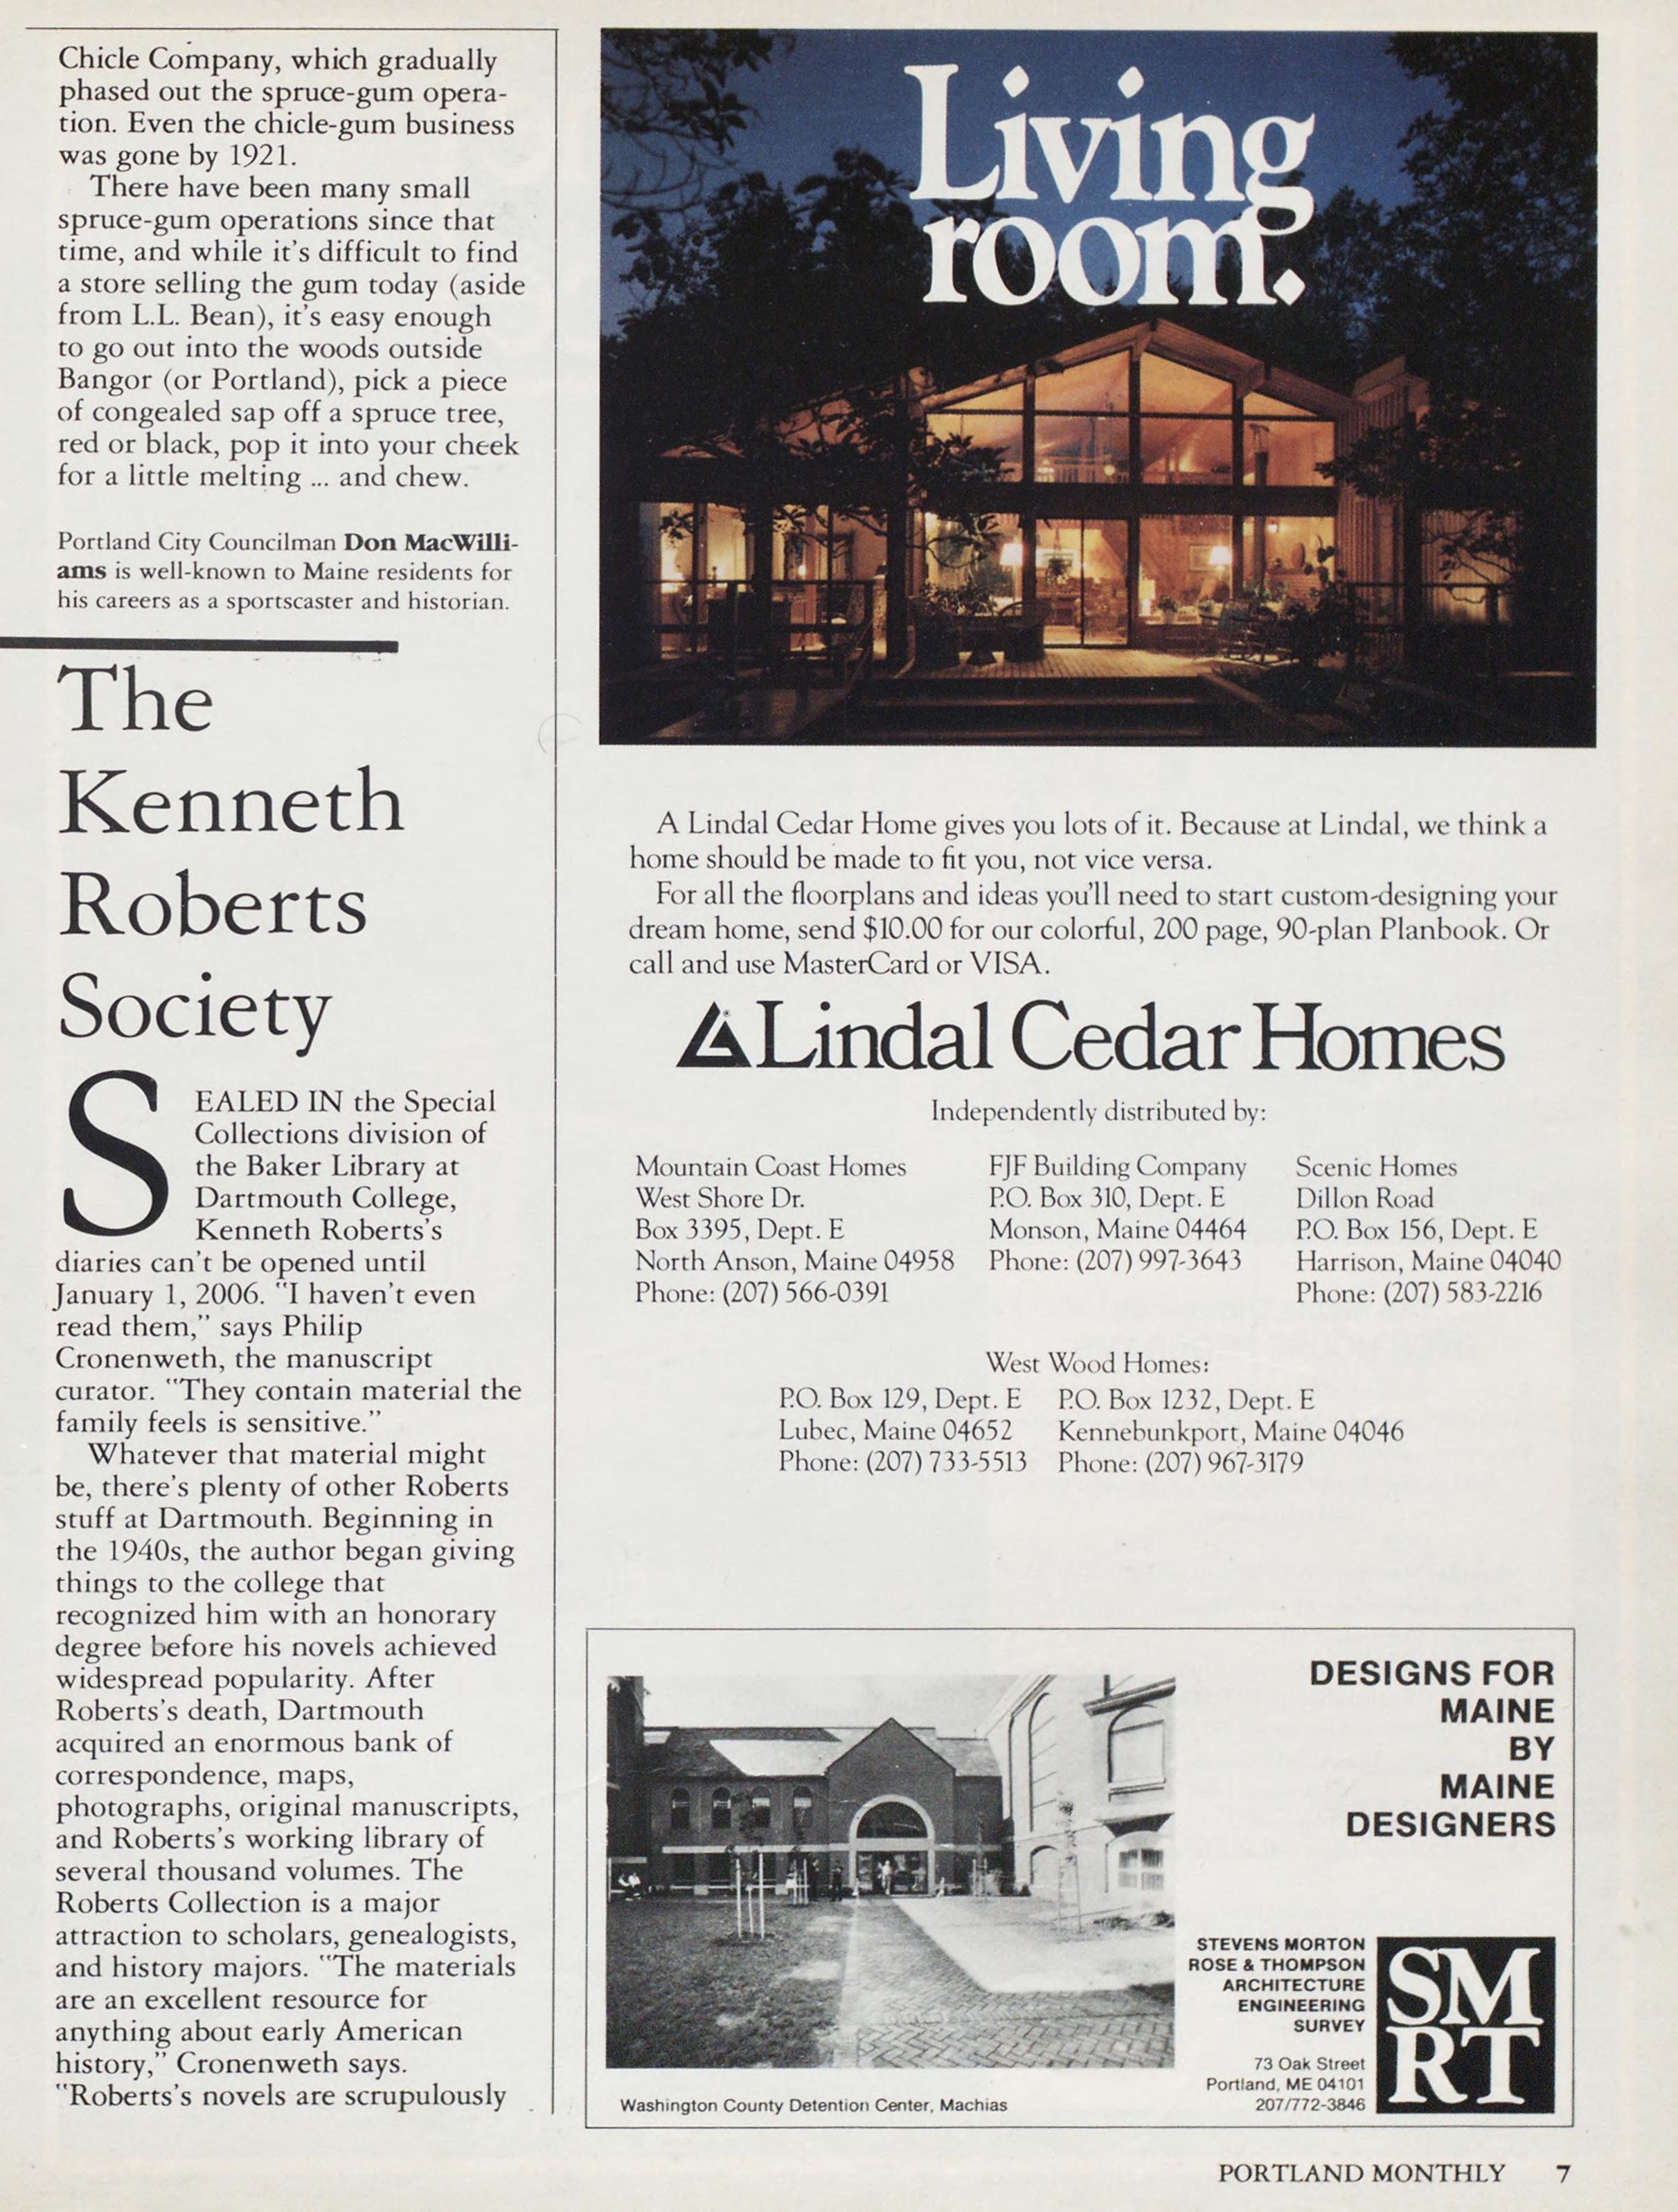 Chicle Company, which gradually
phased out the spruce-gum opera-
tion. Even the chicle-gum business
was gone by 1921.
There have been many small
spruce-gum operations since that
time, and while it's difficult to find
a store selling the gum today (aside
from L.L. Bean), it's easy enough
to go out into the woods outside
Bangor (or Portland), pick a piece
of congealed sap off a spruce tree,
red or black, pop it into your cheek
for a little melting ... and chew.
Portland City Councilman Don MacWilli-
ams is well-known to Maine residents for
his careers as a sportscaster and historian.
The
Kenneth
Roberts
Society
SEALED IN the Special
Collections division of
the Baker Library at
Dartmouth College,
Kenneth Roberts's
diaries can't be opened until
January 1, 2006. "I haven't even
read them," says Philip
Cronenweth, the manuscript
curator. "They contain material the
family feels is sensitive."
Whatever that material might
be, there's plenty of other Roberts
stuff at Dartmouth. Beginning in
the 1940s, the author began giving
things to the college that
recognized him with an honorary
degree before his novels achieved
widespread popularity. After
Roberts's death, Dartmouth
acquired an enormous bank of
correspondence, maps,
photographs, original manuscripts,
and Roberts's working library of
several thousand volumes. The
Roberts Collection is a major
attraction to scholars, genealogists,
and history majors. "The materials
are an excellent resource for
anything about early American
history," Cronenweth says.
"Roberts's novels are scrupulously
Living
room.
A Lindal Cedar Home gives you lots of it. Because at Lindal, we think a
home should be made to fit you, not vice versa.
For all the floorplans and ideas you'll need to start custom-designing your
dream home, send $10.00 for our colorful, 200 page, 90-plan Planbook. Or
call and use MasterCard or VISA.
Lindal Cedar Homes
Independently distributed by:
Mountain Coast Homes
West Shore Dr.
Box 3395, Dept. E
North Anson, Maine 04958
Phone: (207) 566-0391
FJF Building Company
P.O. Box 310, Dept. E
Monson, Maine 04464
Phone: (207) 997-3643
Scenic Homes
Dillon Road
P.O. Box 156, Dept. E
Harrison, Maine 04040
Phone: (207) 583-2216
West Wood Homes:
P.O. Box 129, Dept. E
Lubec, Maine 04652
Phone: (207) 733-5513
P.O. Box 1232, Dept. E
Kennebunkport, Maine 04046
Phone: (207) 967-3179
DESIGNS FOR
MAINE
BY
MAINE
DESIGNERS
STEVENS MORTON
ROSE & THOMPSON
ARCHITECTURE
ENGINEERING
SURVEY
73 Oak Street
Portland, ME 04101
207/772-3846
SM
RT
Washington County Detention Center, Machias
PORTLAND MONTHLY 7